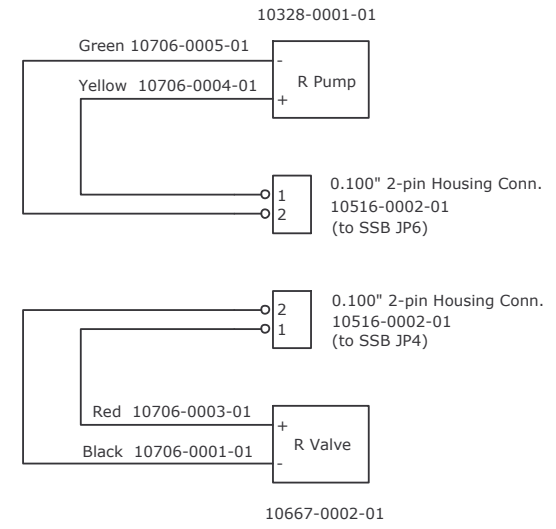 10328-0001-01
Green 10706-0005-01
-
R Pump
Yellow 10706-0004-01
+
0.100" 2-pin Housing Conn.
1
10516-0002-01
2
(to SSB JP6)
0.100" 2-pin Housing Conn.
2
10516-0002-01
1
(to SSB JP4)
Red 10706-0003-01
+
R Valve
Black 10706-0001-01
-
10667-0002-01